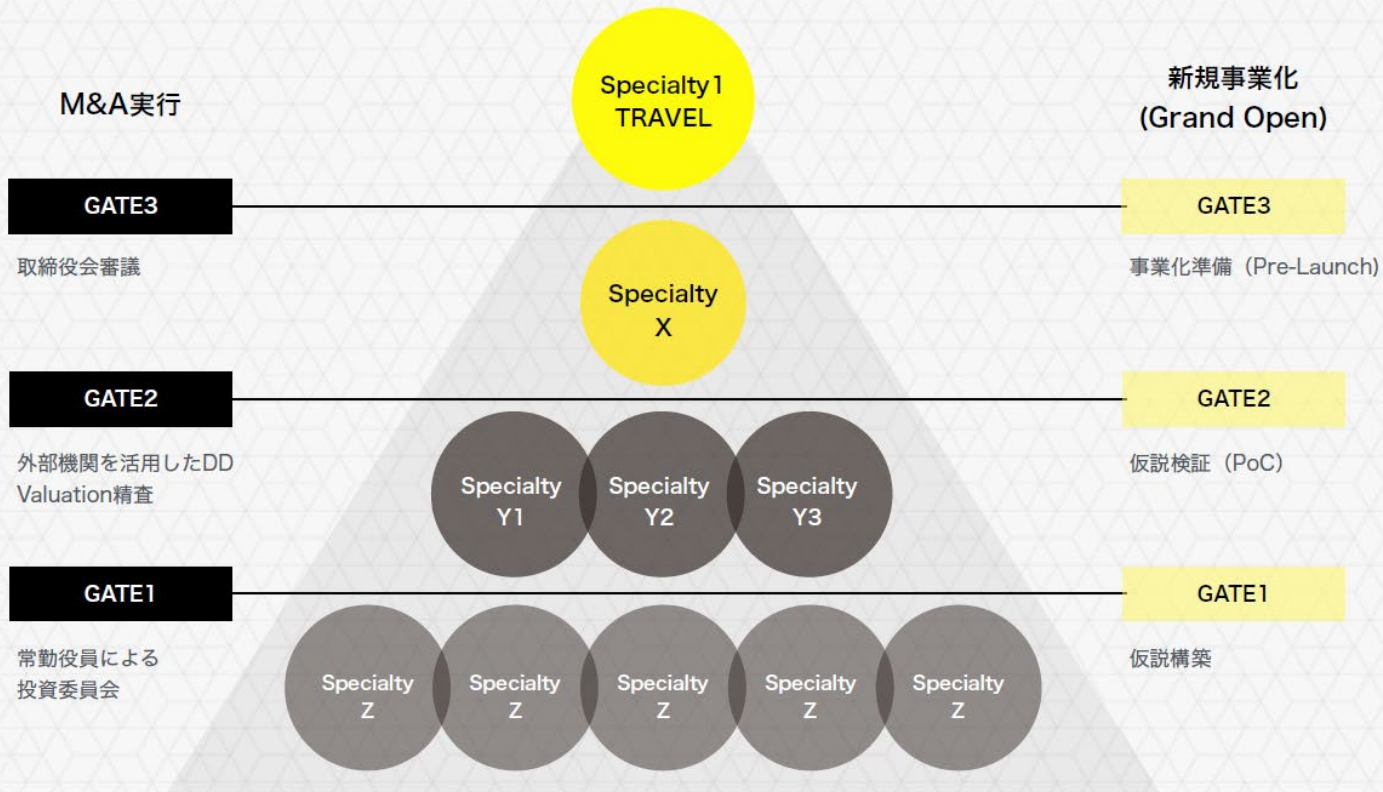 Specialty1
TRAVEL
M&A実行
新規事業化
(Grand Open)
GATE3
GATE3
取締役会審議
事業化準備（Pre-Launch）
Specialty
X
GATE2
GATE2
外部機関を活用したDD
Valuation精査
仮説検証（PoC）
Specialty
Y1
Specialty
Y2
Specialty
Y3
GATE1
GATE1
常勤役員による
投資委員会
仮説構築
Specialty
Z
Specialty
Z
Specialty
Z
Specialty
Z
Specialty
Z